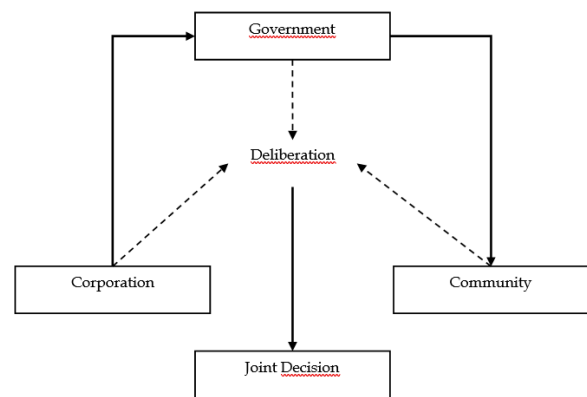 Government
Deliberation
Corporation
Community
Joint Decision